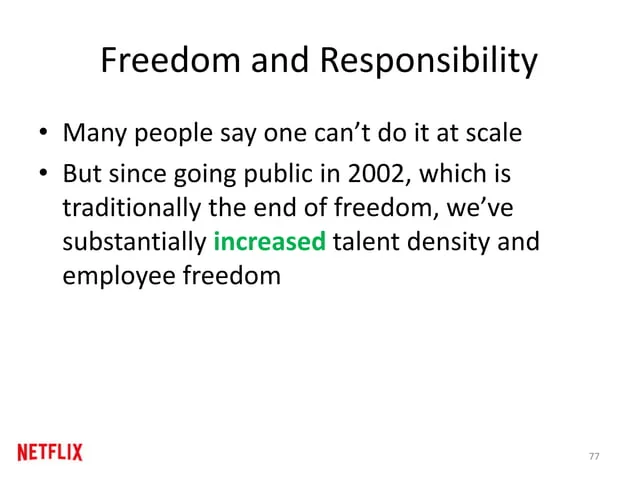 Freedom and Responsibility
• Many people say one can’t do it at scale
• But since going public in 2002, which is
traditionally the end of freedom, we’ve
substantially increased talent density and
employee freedom
NETFLIX
77